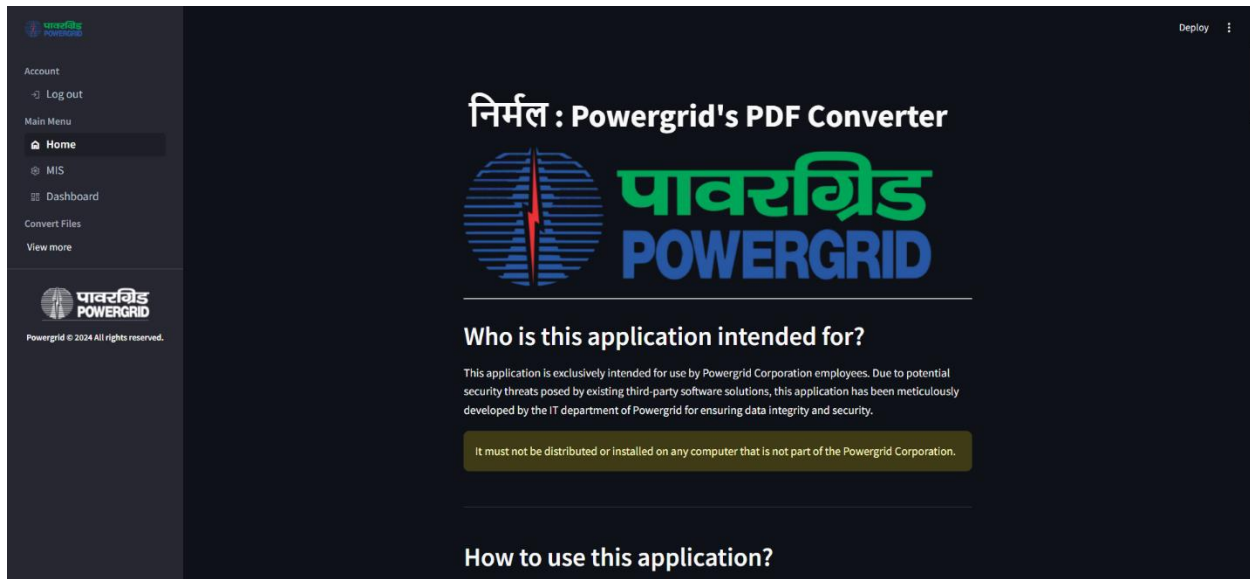 पावरग्रिड
POWERGRID
Account
Log out
Main Menu
Home
MIS
Dashboard
Convert Files
View more
पावरग्रिड
POWERGRID
Powergrid © 2024 All rights reserved.
Deploy
निर्मल : Powergrid's PDF Converter
पावरग्रिड
POWERGRID
Who is this application intended for?
This application is exclusively intended for use by Powergrid Corporation employees. Due to potential
security threats posed by existing third-party software solutions, this application has been meticulously
developed by the IT department of Powergrid for ensuring data integrity and security.
It must not be distributed or installed on any computer that is not part of the Powergrid Corporation.
How to use this application?